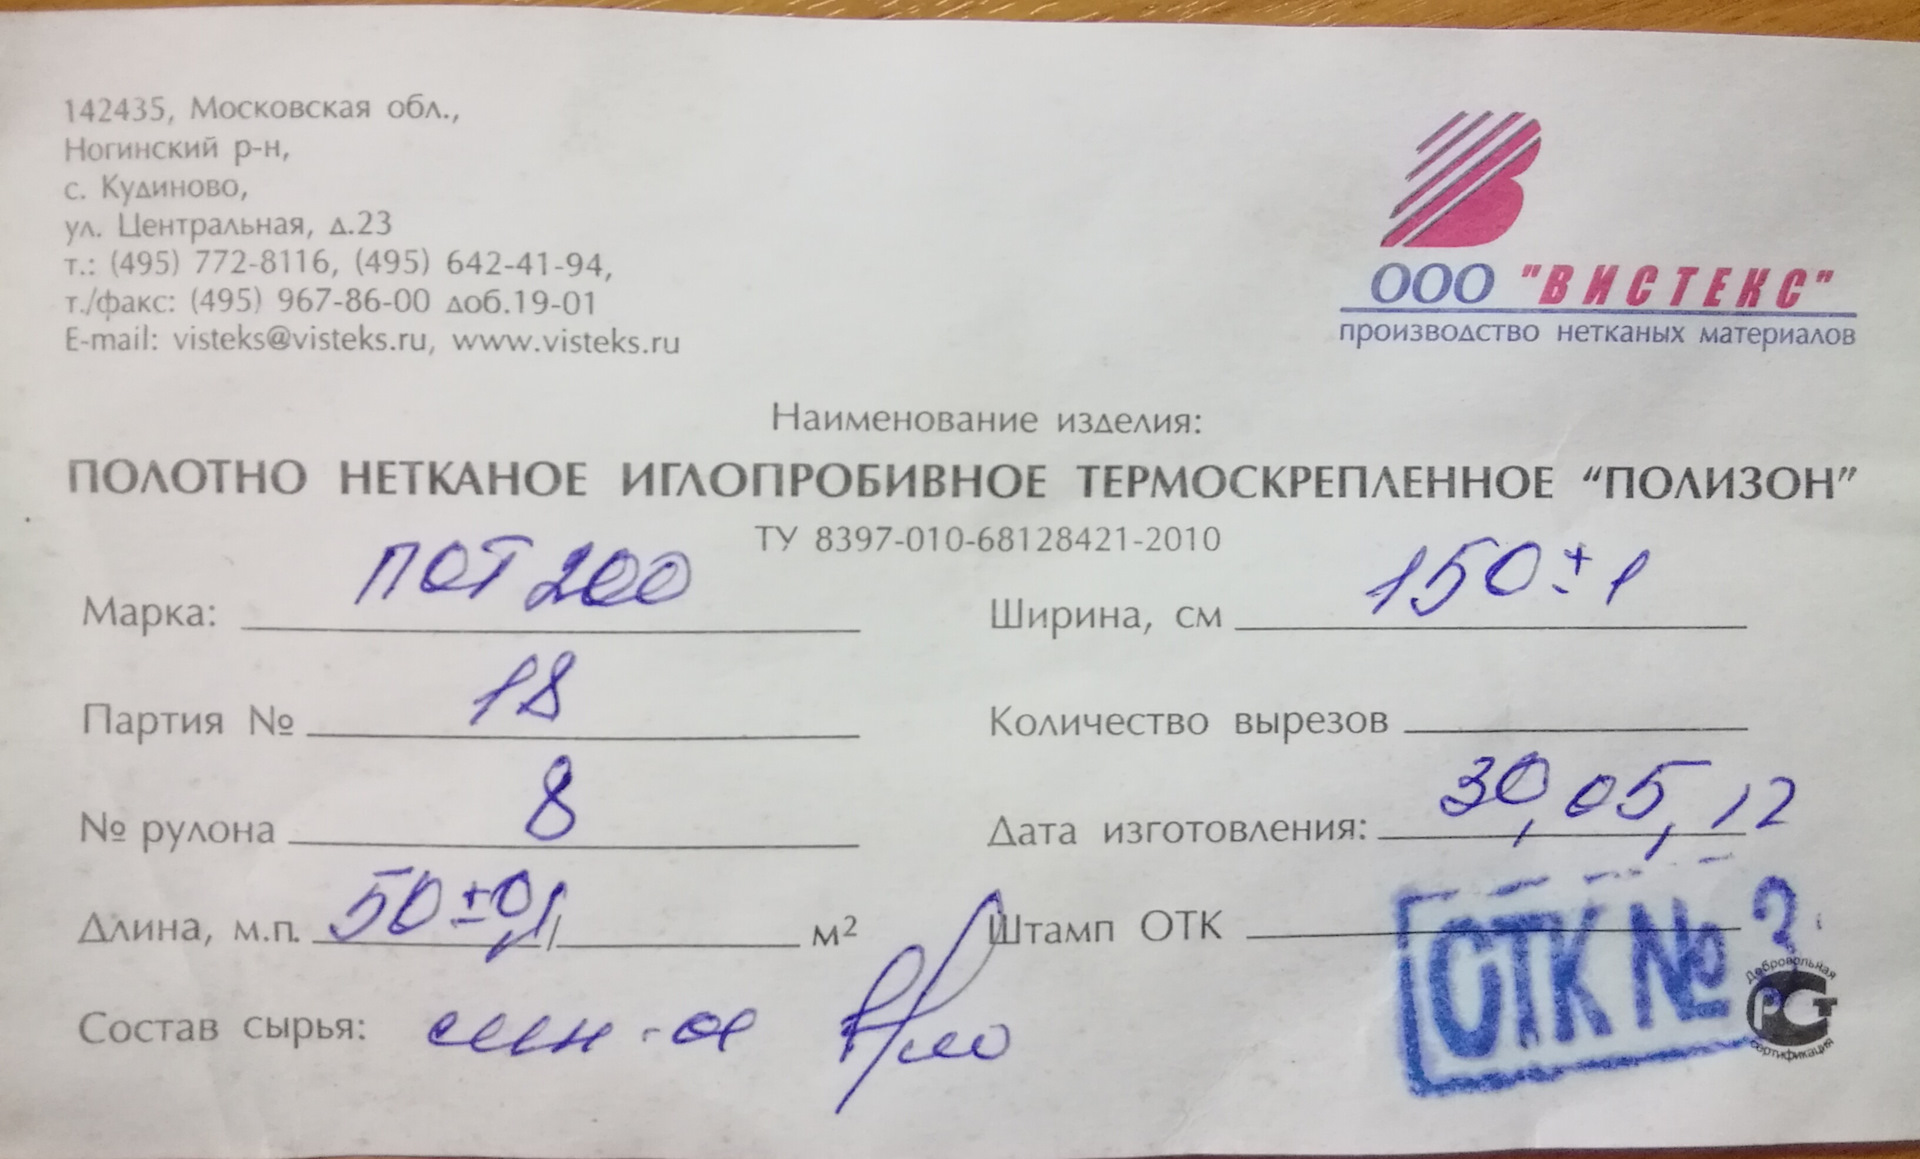 142435, Московская обл.,
Ногинский р-н,
с. Кудиново,
ул. Центральная, д.23
т.: (495) 772-8116, (495) 642-41-94,
т./факс: (495) 967-86-00 доб.19-01
E-mail: visteks@visteks.ru, www.visteks.ru
ООО "ВИСТЕКС"
производство нетканых материалов
Наименование изделия:
ПОЛОТНО НЕТКАНОЕ ИГЛОПРОБИВНОЕ ТЕРМОСКРЕПЛЕННОЕ “ПОЛИЗОН”
ТУ 8397-010-68128421-2010
Марка: ПОТ 200
Ширина, см 150 ± 1
Партия № 18
Количество вырезов
№ рулона 8
Дата изготовления: 30,05,12
Длина, м.п. 50 ± 0,1 / м²
Штамп ОТК
ОТК №
Состав сырья:
Добровольная
РСТ
сертификация